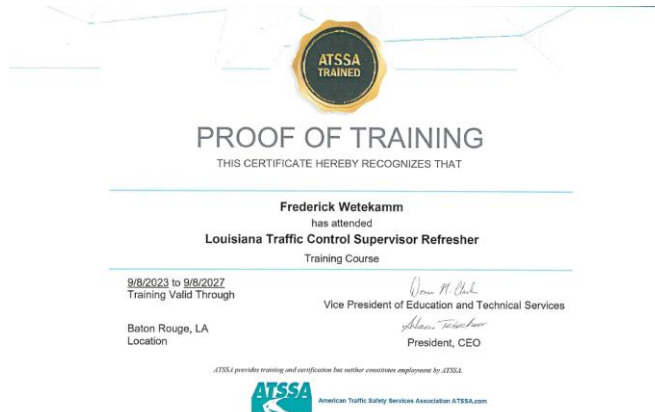 ATSSA
TRAINED
PROOF OF TRAINING
THIS CERTIFICATE HEREBY RECOGNIZES THAT
Frederick Wetekamm
has attended
Louisiana Traffic Control Supervisor Refresher
Training Course
9/8/2023 to 9/8/2027
Training Valid Through
Vice President of Education and Technical Services
Baton Rouge, LA
Location
President, CEO
ATSSA provides training and certification but neither constitutes employment by ATSSA.
ATSSA
American Traffic Safety Services Association ATSSA.com